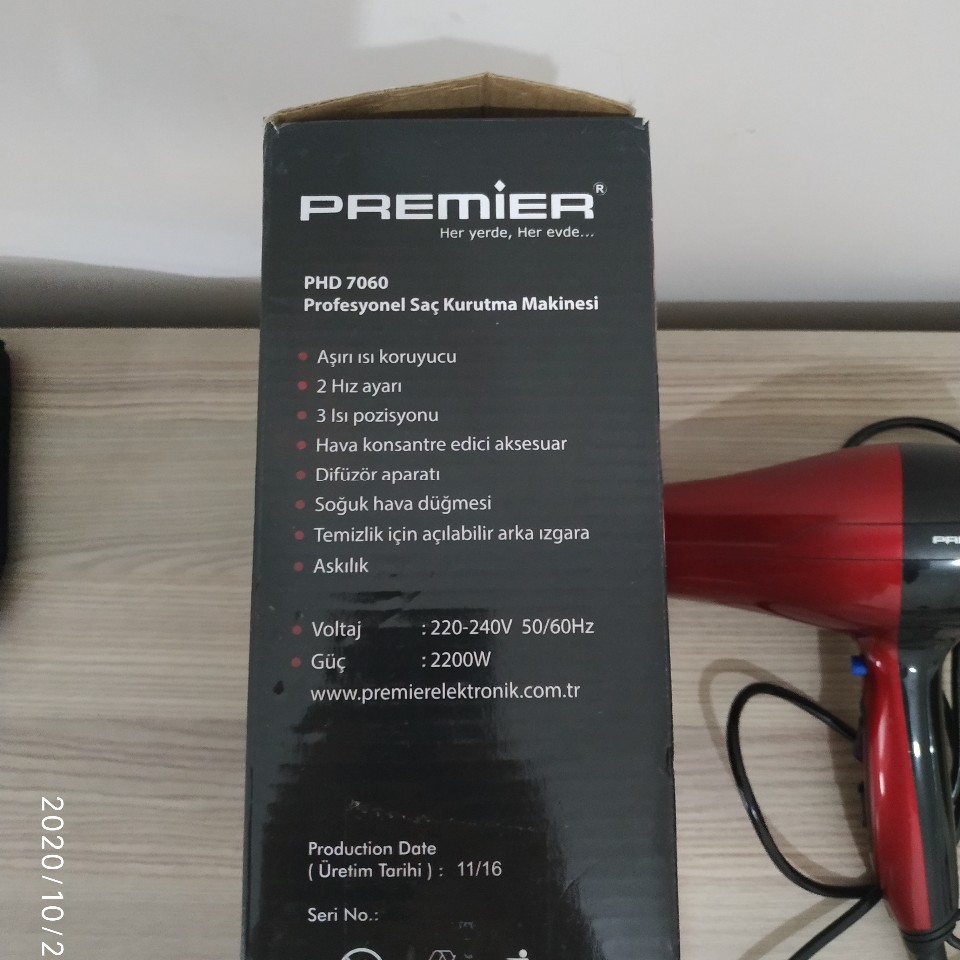 PREMiER®
Her yerde, Her evde...
PHD 7060
Profesyonel Saç Kurutma Makinesi
Aşırı ısı koruyucu
2 Hız ayarı
3 Isı pozisyonu
Hava konsantre edici aksesuar
Difüzör aparatı
Soğuk hava düğmesi
Temizlik için açılabilir arka ızgara
Askılık
Voltaj : 220-240V 50/60Hz
Güç : 2200W
www.premierelektronik.com.tr
Production Date
( Üretim Tarihi ) : 11/16
Seri No.:
PR
2020/10/2